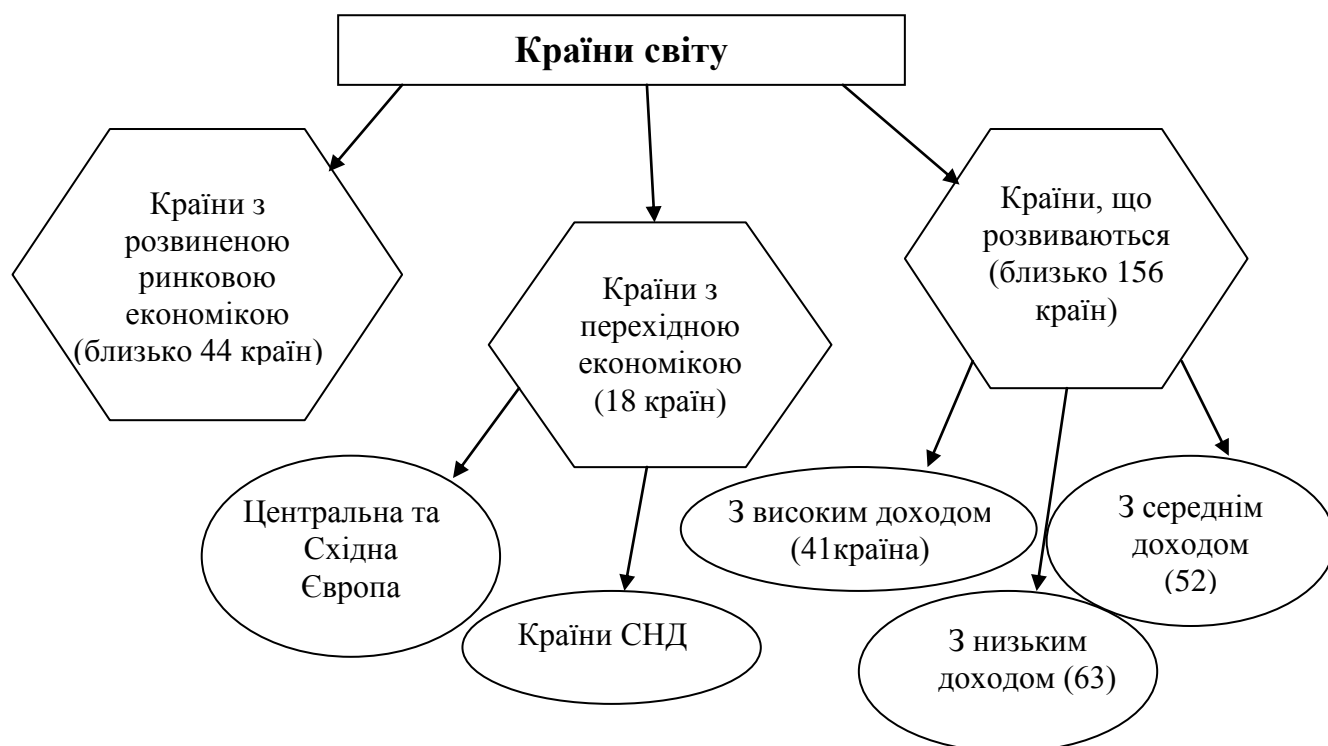 Країни світу
Країни з
розвиненою
ринковою
економікою
(близько 44 країн)
Країни з
перехідною
економікою
(18 країн)
Країни, що
розвиваються
(близько 156
країн)
Центральна та
Східна
Європа
Країни СНД
З високим доходом
(41країна)
З середнім
доходом
(52)
З низьким
доходом (63)